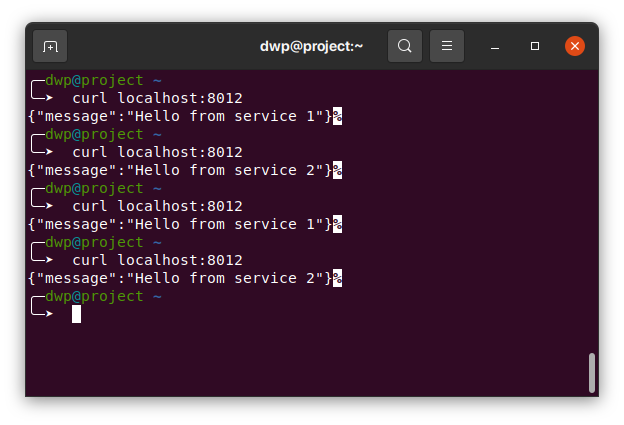 dwp@project:~
╭─dwp@project ~
╰─➤  curl localhost:8012
{"message":"Hello from service 1"}%
╭─dwp@project ~
╰─➤  curl localhost:8012
{"message":"Hello from service 2"}%
╭─dwp@project ~
╰─➤  curl localhost:8012
{"message":"Hello from service 1"}%
╭─dwp@project ~
╰─➤  curl localhost:8012
{"message":"Hello from service 2"}%
╭─dwp@project ~
╰─➤